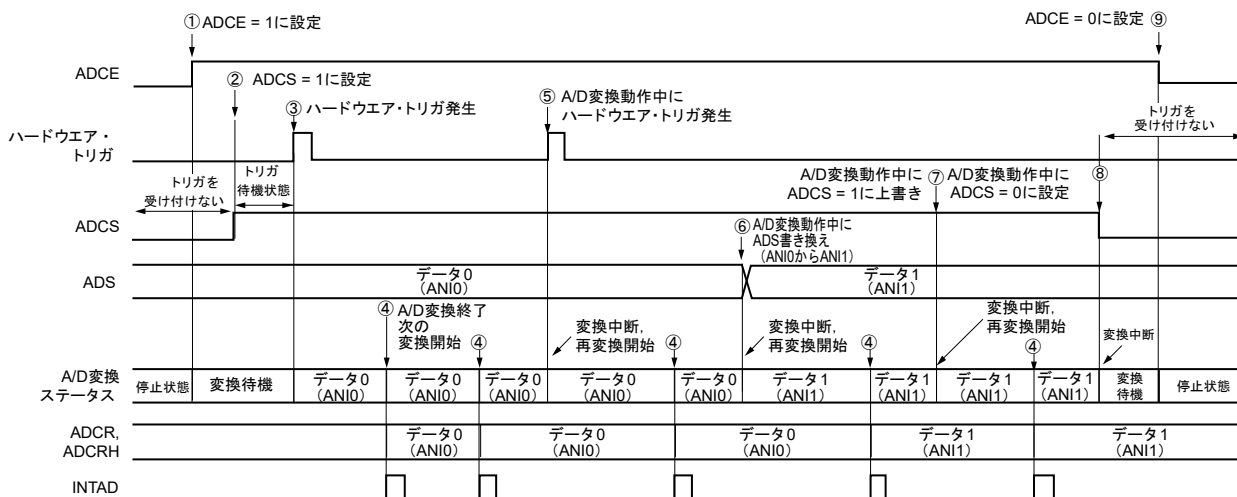 ① ADCE = 1に設定
ADCE = 0に設定 ⑨
ADCE
② ADCS = 1に設定
③ ハードウエア・トリガ発生
⑤ A/D変換動作中に
ハードウエア・トリガ発生
トリガを
受け付けない
ハードウエア・
トリガ
トリガを
受け付けない
トリガ
待機状態
A/D変換動作中に
ADCS = 1に上書き
⑦ A/D変換動作中に
ADCS = 0に設定
⑧
ADCS
⑥ A/D変換動作中に
ADS書き換え
（ANI0からANI1）
ADS
データ0
（ANI0）
データ1
（ANI1）
④ A/D変換終了
次の
変換開始
④
変換中断,
再変換開始
④
変換中断,
再変換開始
④
変換中断,
再変換開始
④
変換中断
A/D変換
ステータス
停止状態
変換待機
データ0
（ANI0）
データ0
（ANI0）
データ0
（ANI0）
データ0
（ANI0）
データ0
（ANI0）
データ1
（ANI1）
データ1
（ANI1）
データ1
（ANI1）
データ1
（ANI1）
変換
待機
停止状態
ADCR,
ADCRH
データ0
（ANI0）
データ0
（ANI0）
データ0
（ANI0）
データ1
（ANI1）
データ1
（ANI1）
INTAD